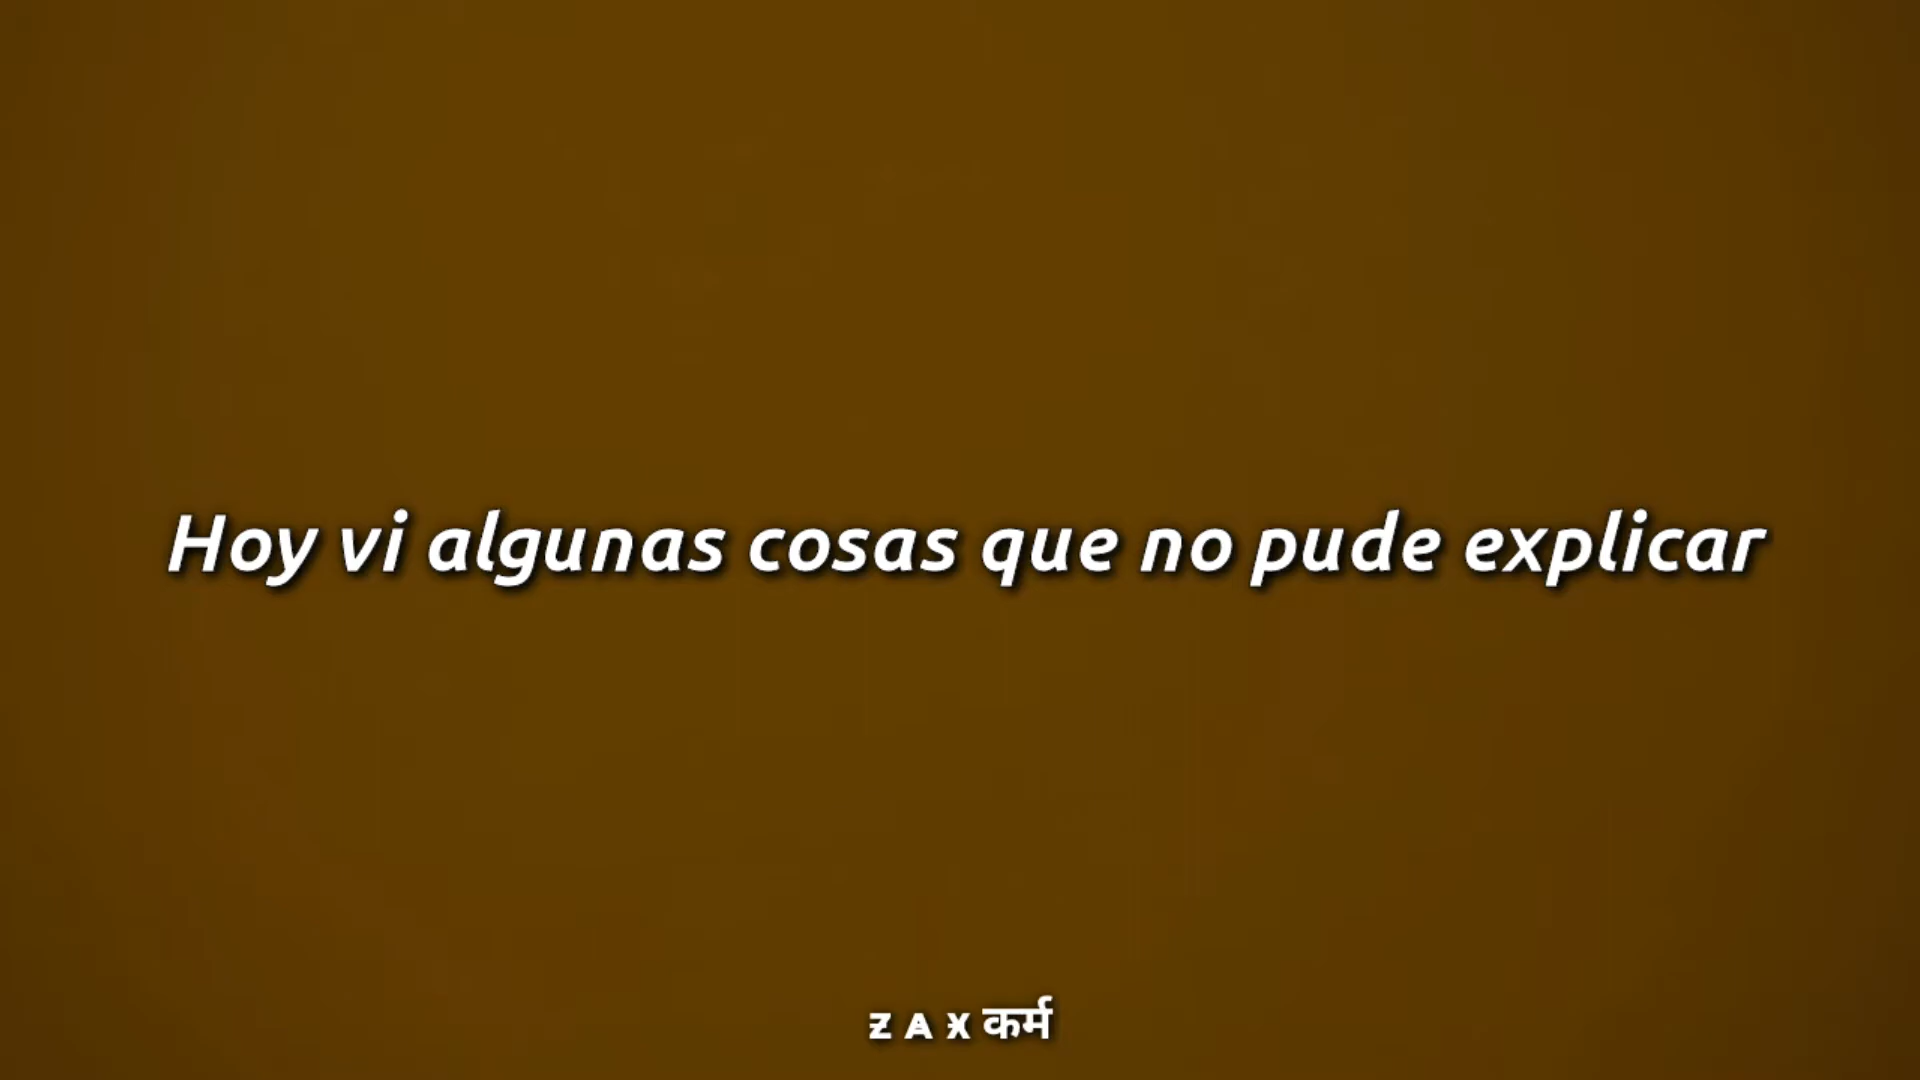 Hoy vi algunas cosas que no pude explicar
Z A X कर्म